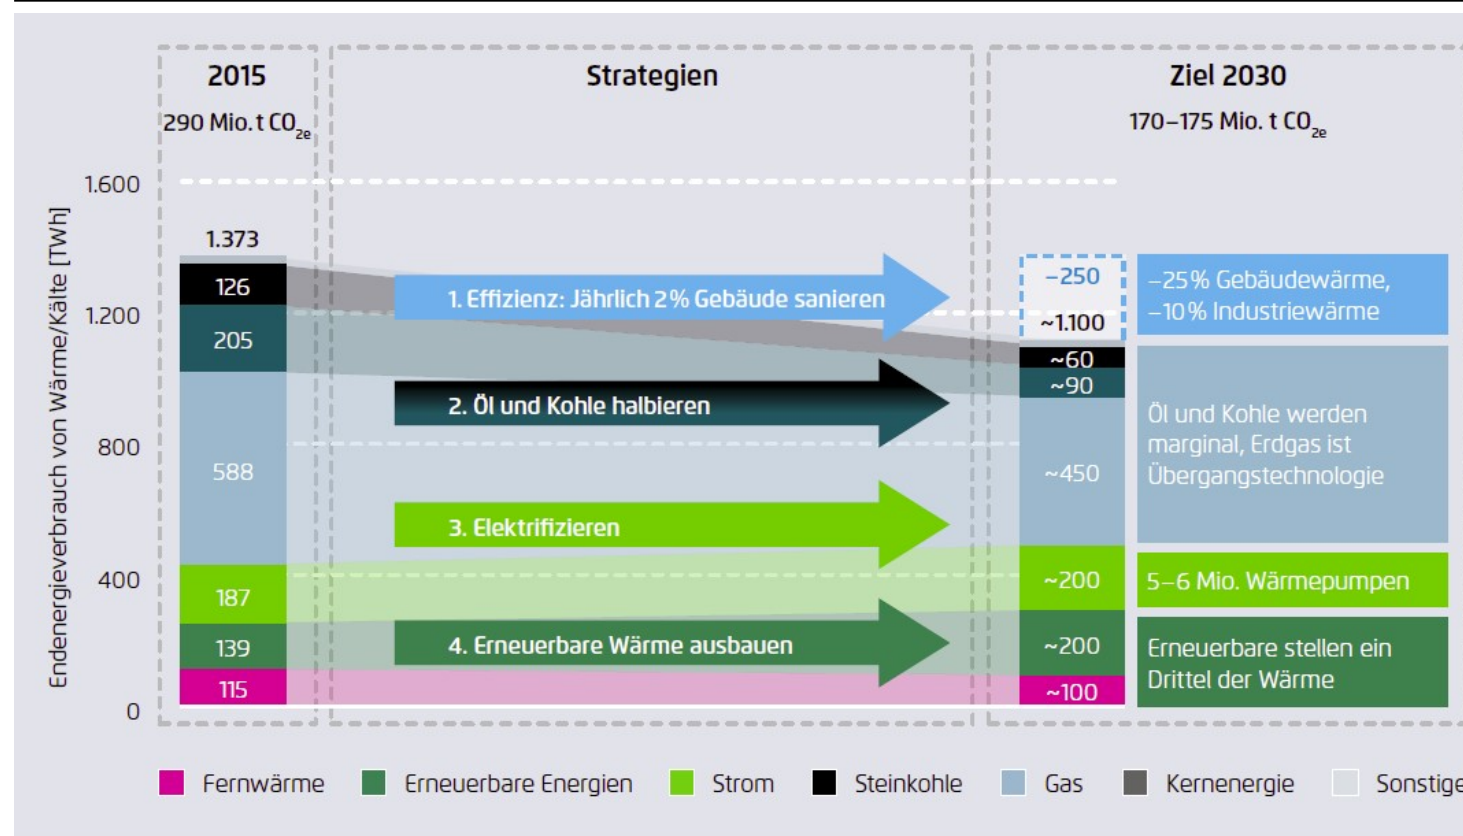 2015
290 Mio. t CO2e
Strategien
Ziel 2030
170–175 Mio. t CO2e
Endenergieverbrauch von Wärme/Kälte [TWh]
1.600
1.200
800
400
0
1.373
126
205
588
187
139
115
1. Effizienz: Jährlich 2 % Gebäude sanieren
2. Öl und Kohle halbieren
3. Elektrifizieren
4. Erneuerbare Wärme ausbauen
–250
~1.100
~60
~90
~450
~200
~200
~100
–25 % Gebäudewärme,
–10 % Industriewärme
Öl und Kohle werden
marginal, Erdgas ist
Übergangstechnologie
5–6 Mio. Wärmepumpen
Erneuerbare stellen ein
Drittel der Wärme
Fernwärme Erneuerbare Energien Strom Steinkohle Gas Kernenergie Sonstige